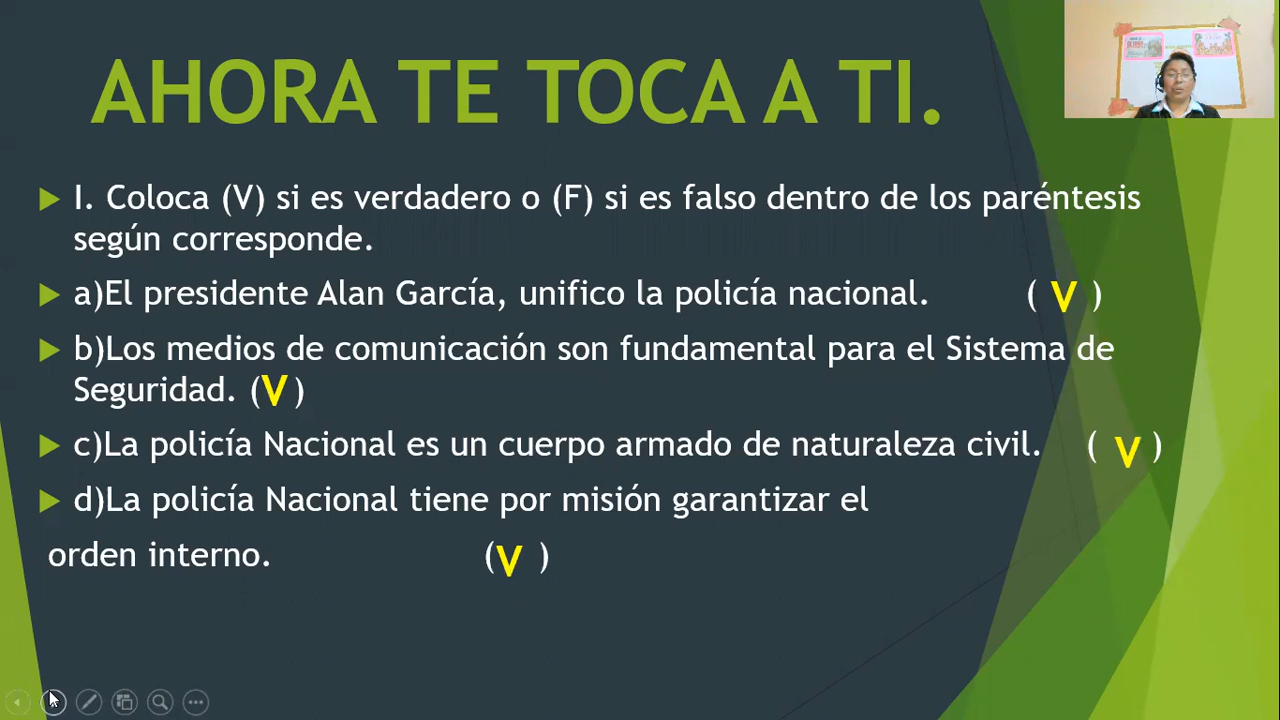 AHORA TE TOCA A TI.
I. Coloca (V) si es verdadero o (F) si es falso dentro de los paréntesis
según corresponde.
a)El presidente Alan García, unifico la policía nacional. ( V )
b)Los medios de comunicación son fundamental para el Sistema de
Seguridad. (V )
c)La policía Nacional es un cuerpo armado de naturaleza civil. ( V )
d)La policía Nacional tiene por misión garantizar el
orden interno. (V )